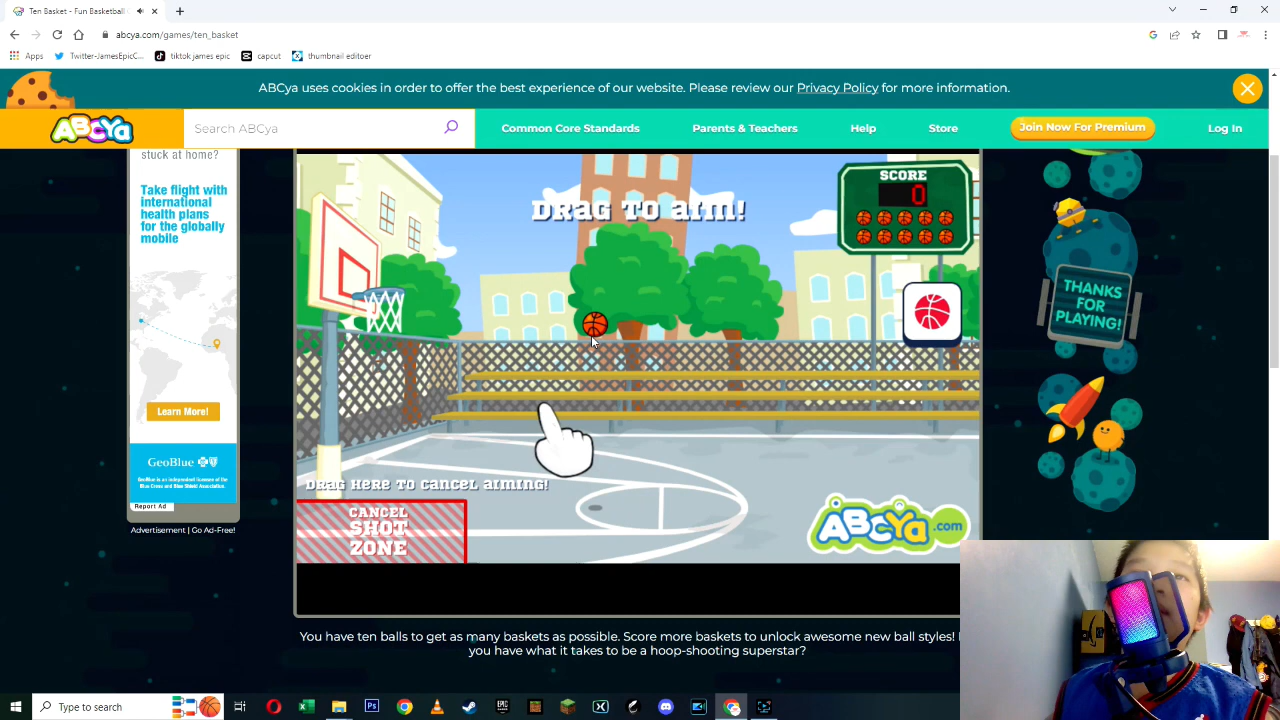 Ten Basket - Fun Basketball
abcya.com/games/ten_basket
Apps
Twitter-JamesEpicC...
tiktok james epic
capcut
thumbnail editoer
ABCya uses cookies in order to offer the best experience of our website. Please review our Privacy Policy for more information.
ABCya
Search ABCya
Common Core Standards
Parents & Teachers
Help
Store
Join Now For Premium
Log In
stuck at home?
Take flight with
international
health plans
for the globally
mobile
Learn More!
GeoBlue
Report Ad
Advertisement | Go Ad-Free!
DRAG TO AIM!
SCORE
0
DRAG HERE TO CANCEL AIMING!
CANCEL
SHOT
ZONE
ABCYa.com
THANKS
FOR
PLAYING!
You have ten balls to get as many baskets as possible. Score more baskets to unlock awesome new ball styles!
you have what it takes to be a hoop-shooting superstar?
Type here to search